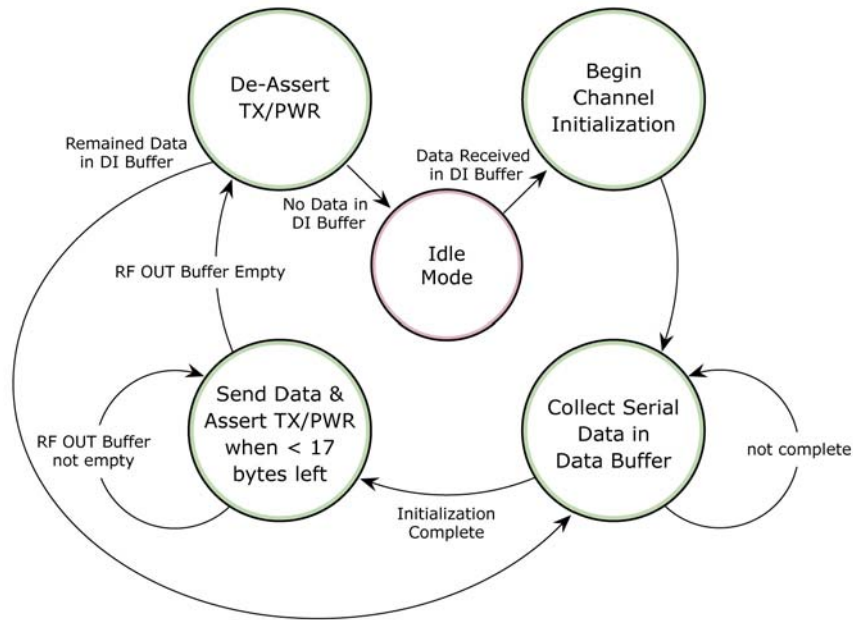 De-Assert
TX/PWR
Begin
Channel
Initialization
Remained Data
in DI Buffer
Data Received
in DI Buffer
No Data in
DI Buffer
Idle
Mode
RF OUT Buffer Empty
Send Data &
Assert TX/PWR
when < 17
bytes left
Collect Serial
Data in
Data Buffer
RF OUT Buffer
not empty
not complete
Initialization
Complete